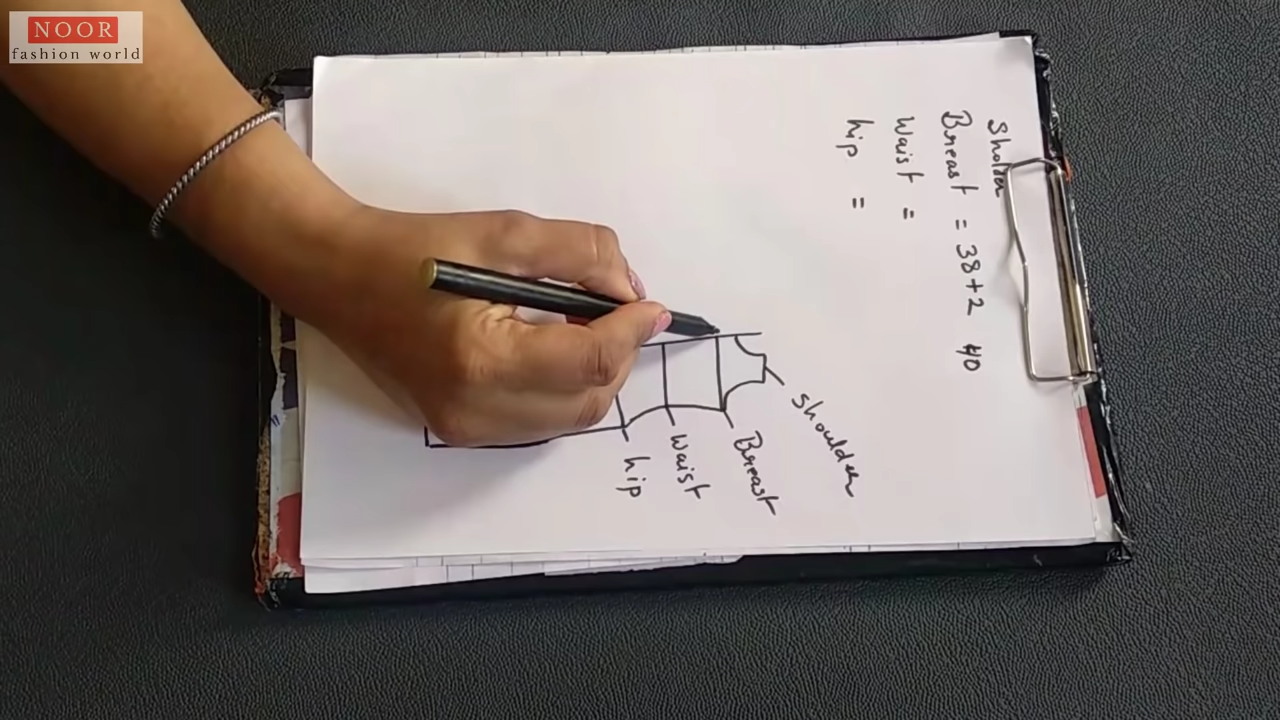 NOOR
fashion world
Sholder
Breast = 38+2 40
Waist =
hip =
Shoulder
Breast
Waist
hip